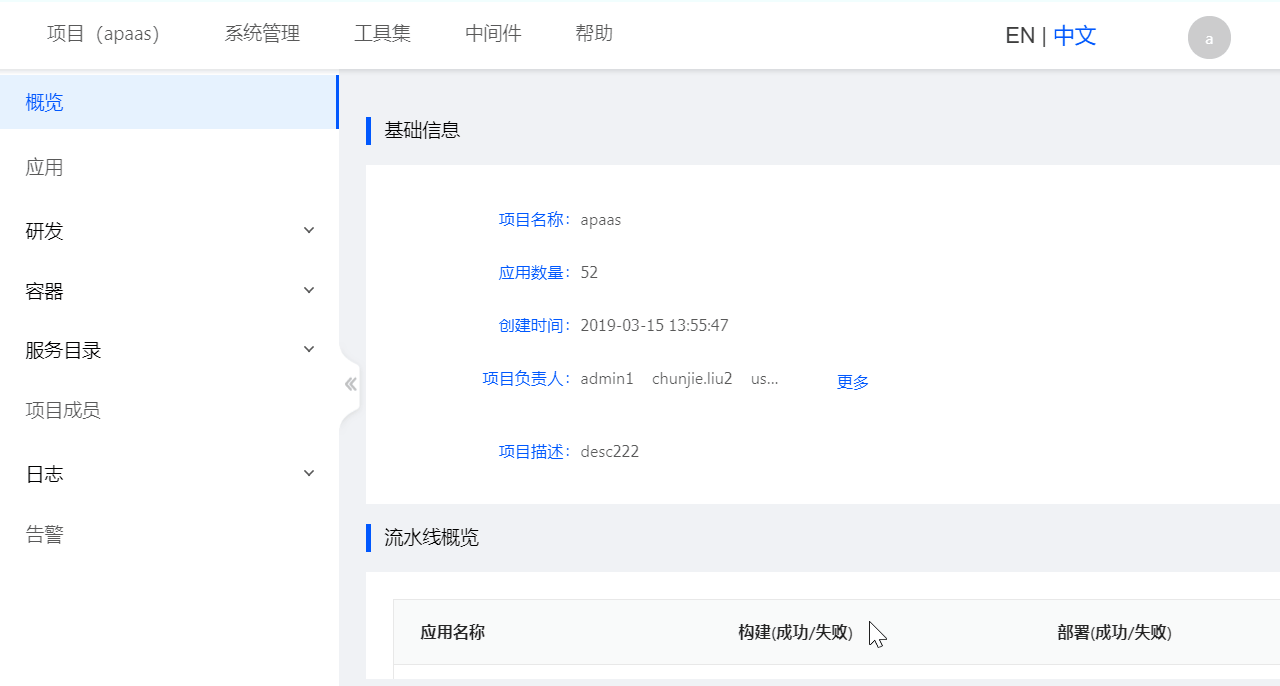 项目（apaas） 系统管理 工具集 中间件 帮助 EN | 中文 a
概览
应用
研发
容器
服务目录
项目成员
日志
告警
基础信息
项目名称： apaas
应用数量： 52
创建时间： 2019-03-15 13:55:47
项目负责人： admin1 chunjie.liu2 us... 更多
项目描述： desc222
流水线概览
应用名称 构建(成功/失败) 部署(成功/失败)